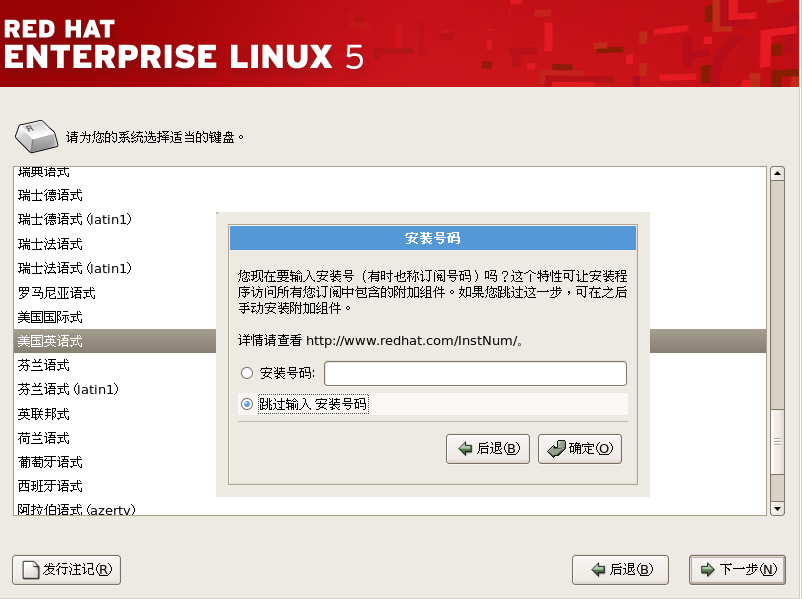 RED HAT
ENTERPRISE LINUX 5
请为您的系统选择适当的键盘。
瑞典语式
瑞士德语式
瑞士德语式 (latin1)
瑞士法语式
瑞士法语式 (latin1)
罗马尼亚语式
美国国际式
美国英语式
芬兰语式
芬兰语式 (latin1)
英联邦式
荷兰语式
葡萄牙语式
西班牙语式
阿拉伯语式 (azerty)
安装号码
您现在要输入安装号（有时也称订阅号码）吗？这个特性可让安装程
序访问所有您订阅中包含的附加组件。如果您跳过这一步，可在之后
手动安装附加组件。
详情请查看 http://www.redhat.com/InstNum/。
安装号码:
跳过输入 安装号码
后退(B)
确定(O)
发行注记(R)
后退(B)
下一步(N)